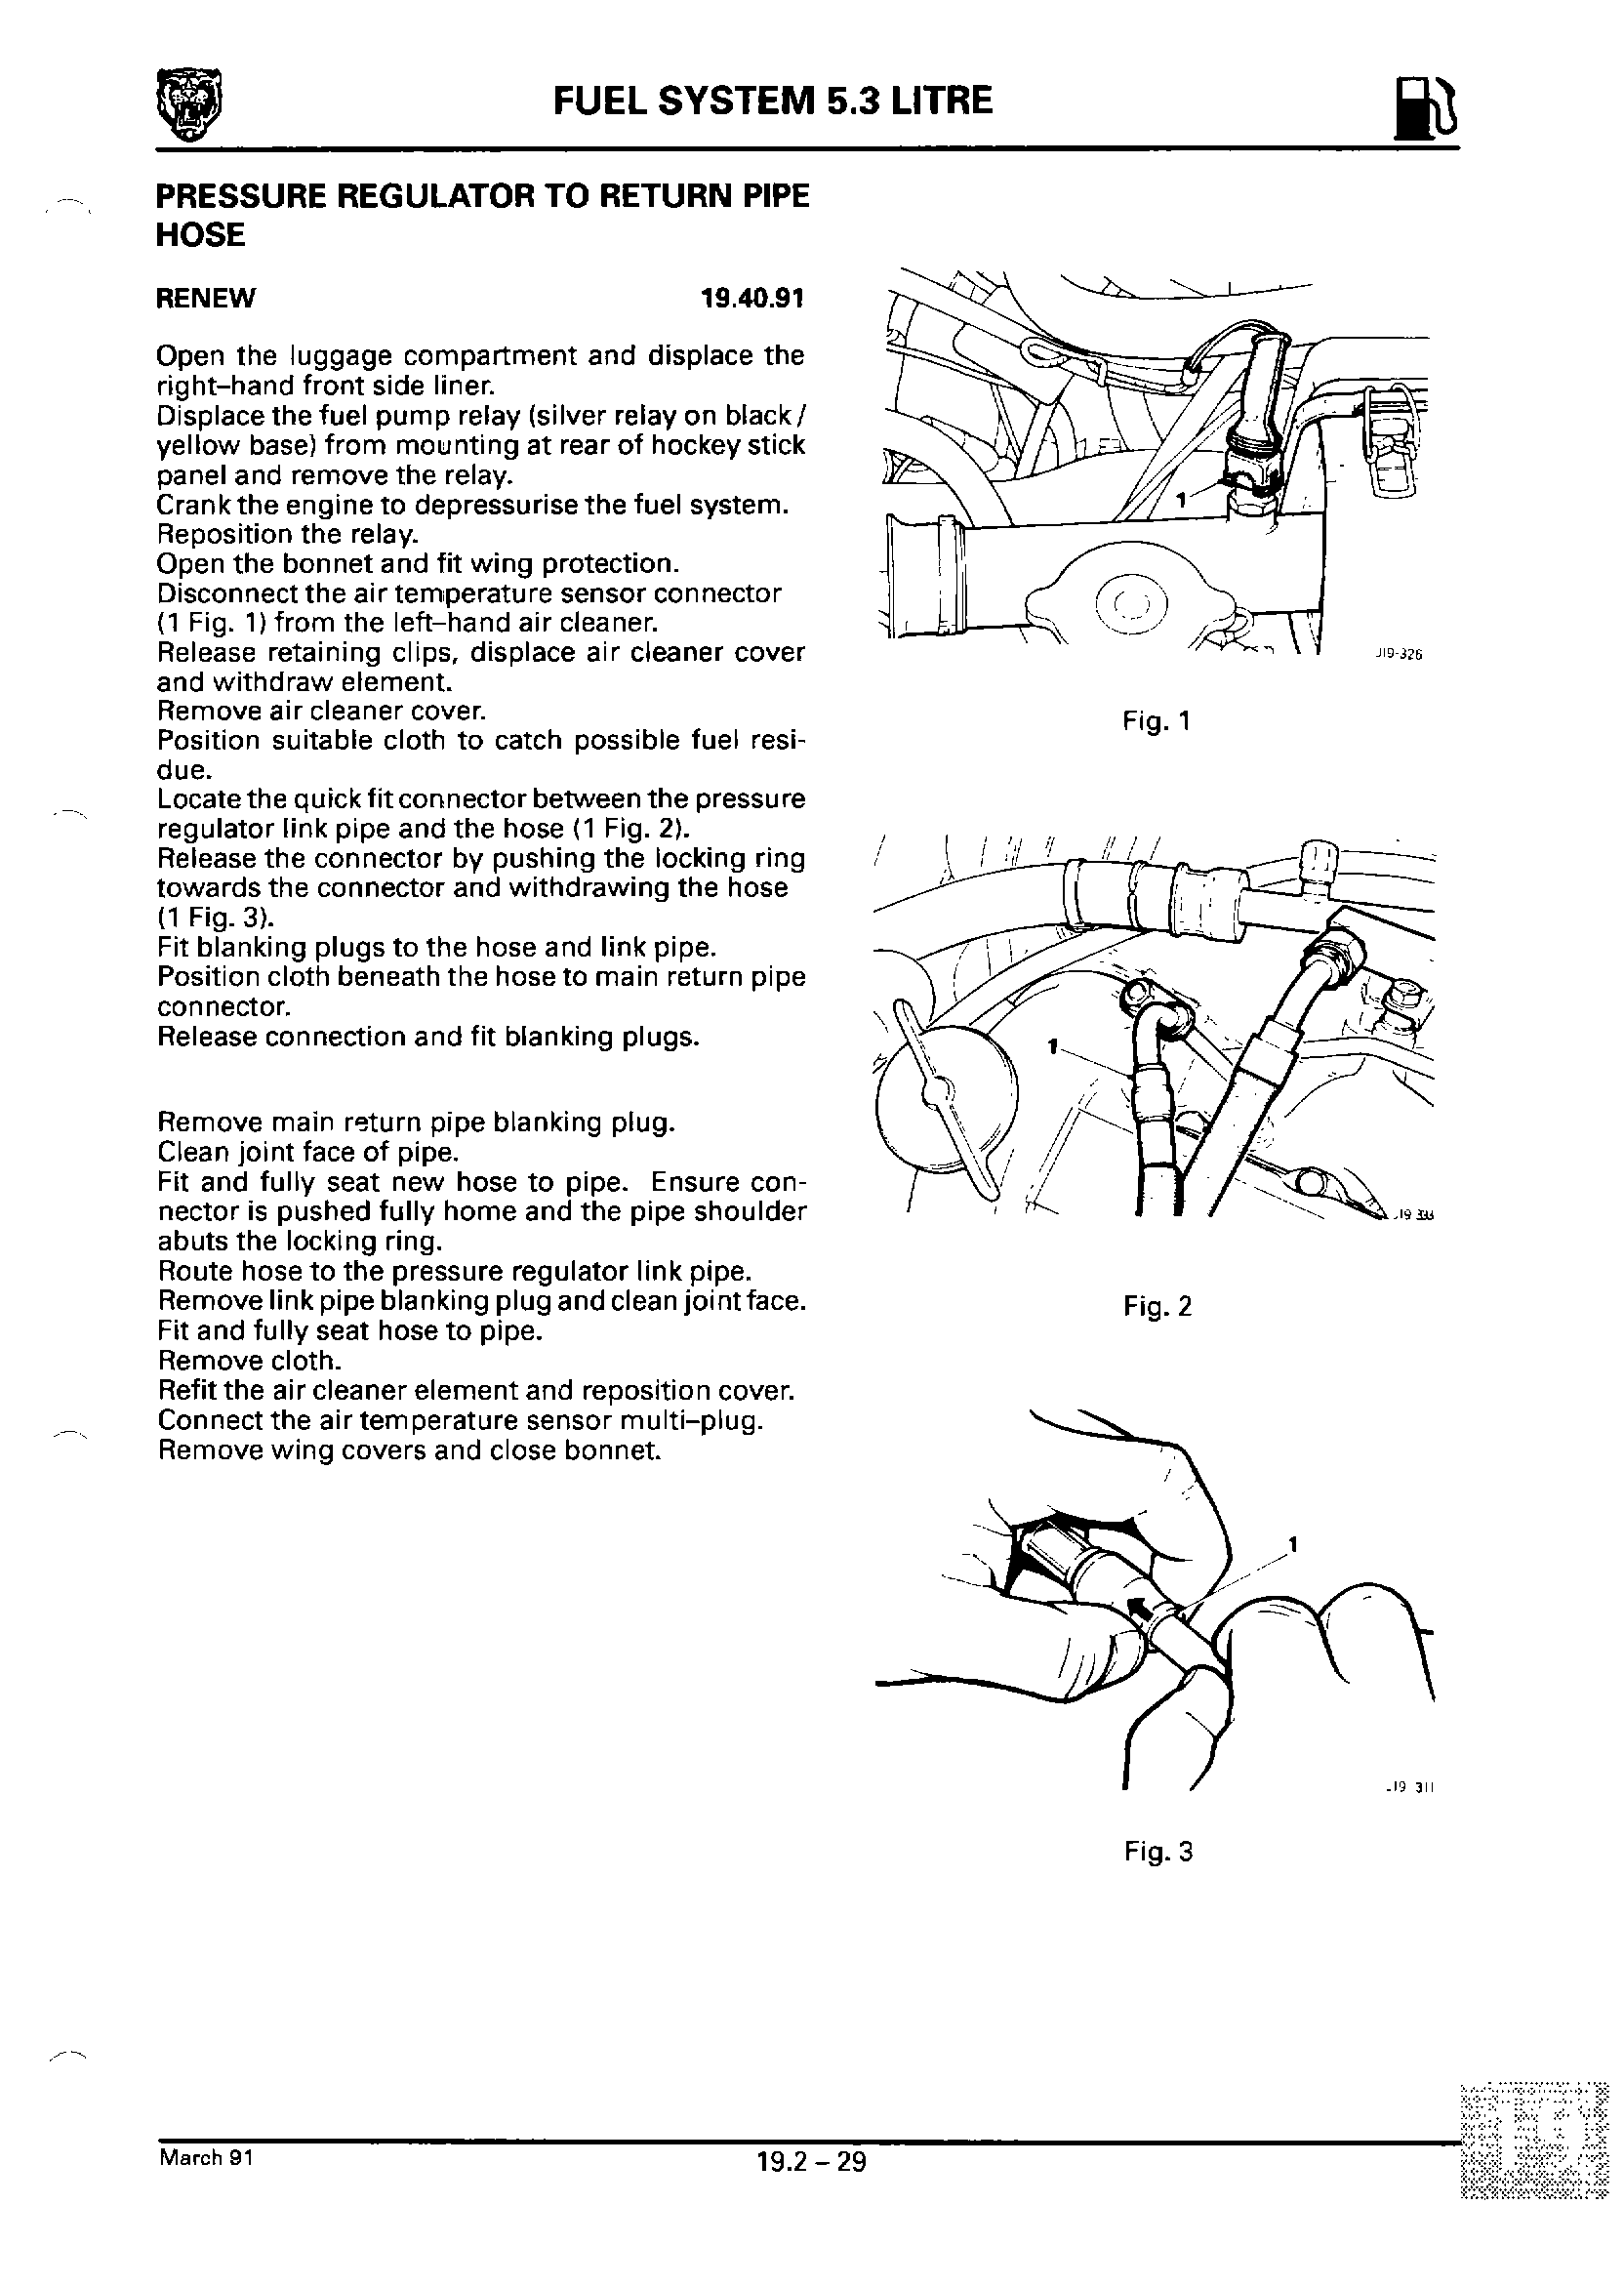 FUEL SYSTEM 5.3 LITRE
PRESSURE REGULATOR TO RETURN PIPE
HOSE
RENEW 19.40.91
Open the luggage compartment and displace the
right-hand front side liner.
Displace the fuel pump relay (silver relay on black/
yellow base) from mounting at rear of hockey stick
panel and remove the relay.
Crank the engine to depressurise the fuel system.
Reposition the relay.
Open the bonnet and fit wing protection.
Disconnect the air temperature sensor connector
(1 Fig. 1) from the left-hand air cleaner.
Release retaining clips, displace air cleaner cover
and withdraw element.
Remove air cleaner cover.
Position suitable cloth to catch possible fuel resi-
due.
Locate the quick fit connector between the pressure
regulator link pipe and the hose (1 Fig. 2).
Release the connector by pushing the locking ring
towards the connector and withdrawing the hose
(1 Fig. 3).
Fit blanking plugs to the hose and link pipe.
Position cloth beneath the hose to main return pipe
connector.
Release connection and fit blanking plugs.
Remove main return pipe blanking plug.
Clean joint face of pipe.
Fit and fully seat new hose to pipe. Ensure con-
nector is pushed fully home and the pipe shoulder
abuts the locking ring.
Route hose to the pressure regulator link pipe.
Remove link pipe blanking plug and clean joint face.
Fit and fully seat hose to pipe.
Remove cloth.
Refit the air cleaner element and reposition cover.
Connect the air temperature sensor multi-plug.
Remove wing covers and close bonnet.
1
J19-326
Fig. 1
1
Fig. 2
1
J19 311
Fig. 3
March 91
19.2 – 29
19